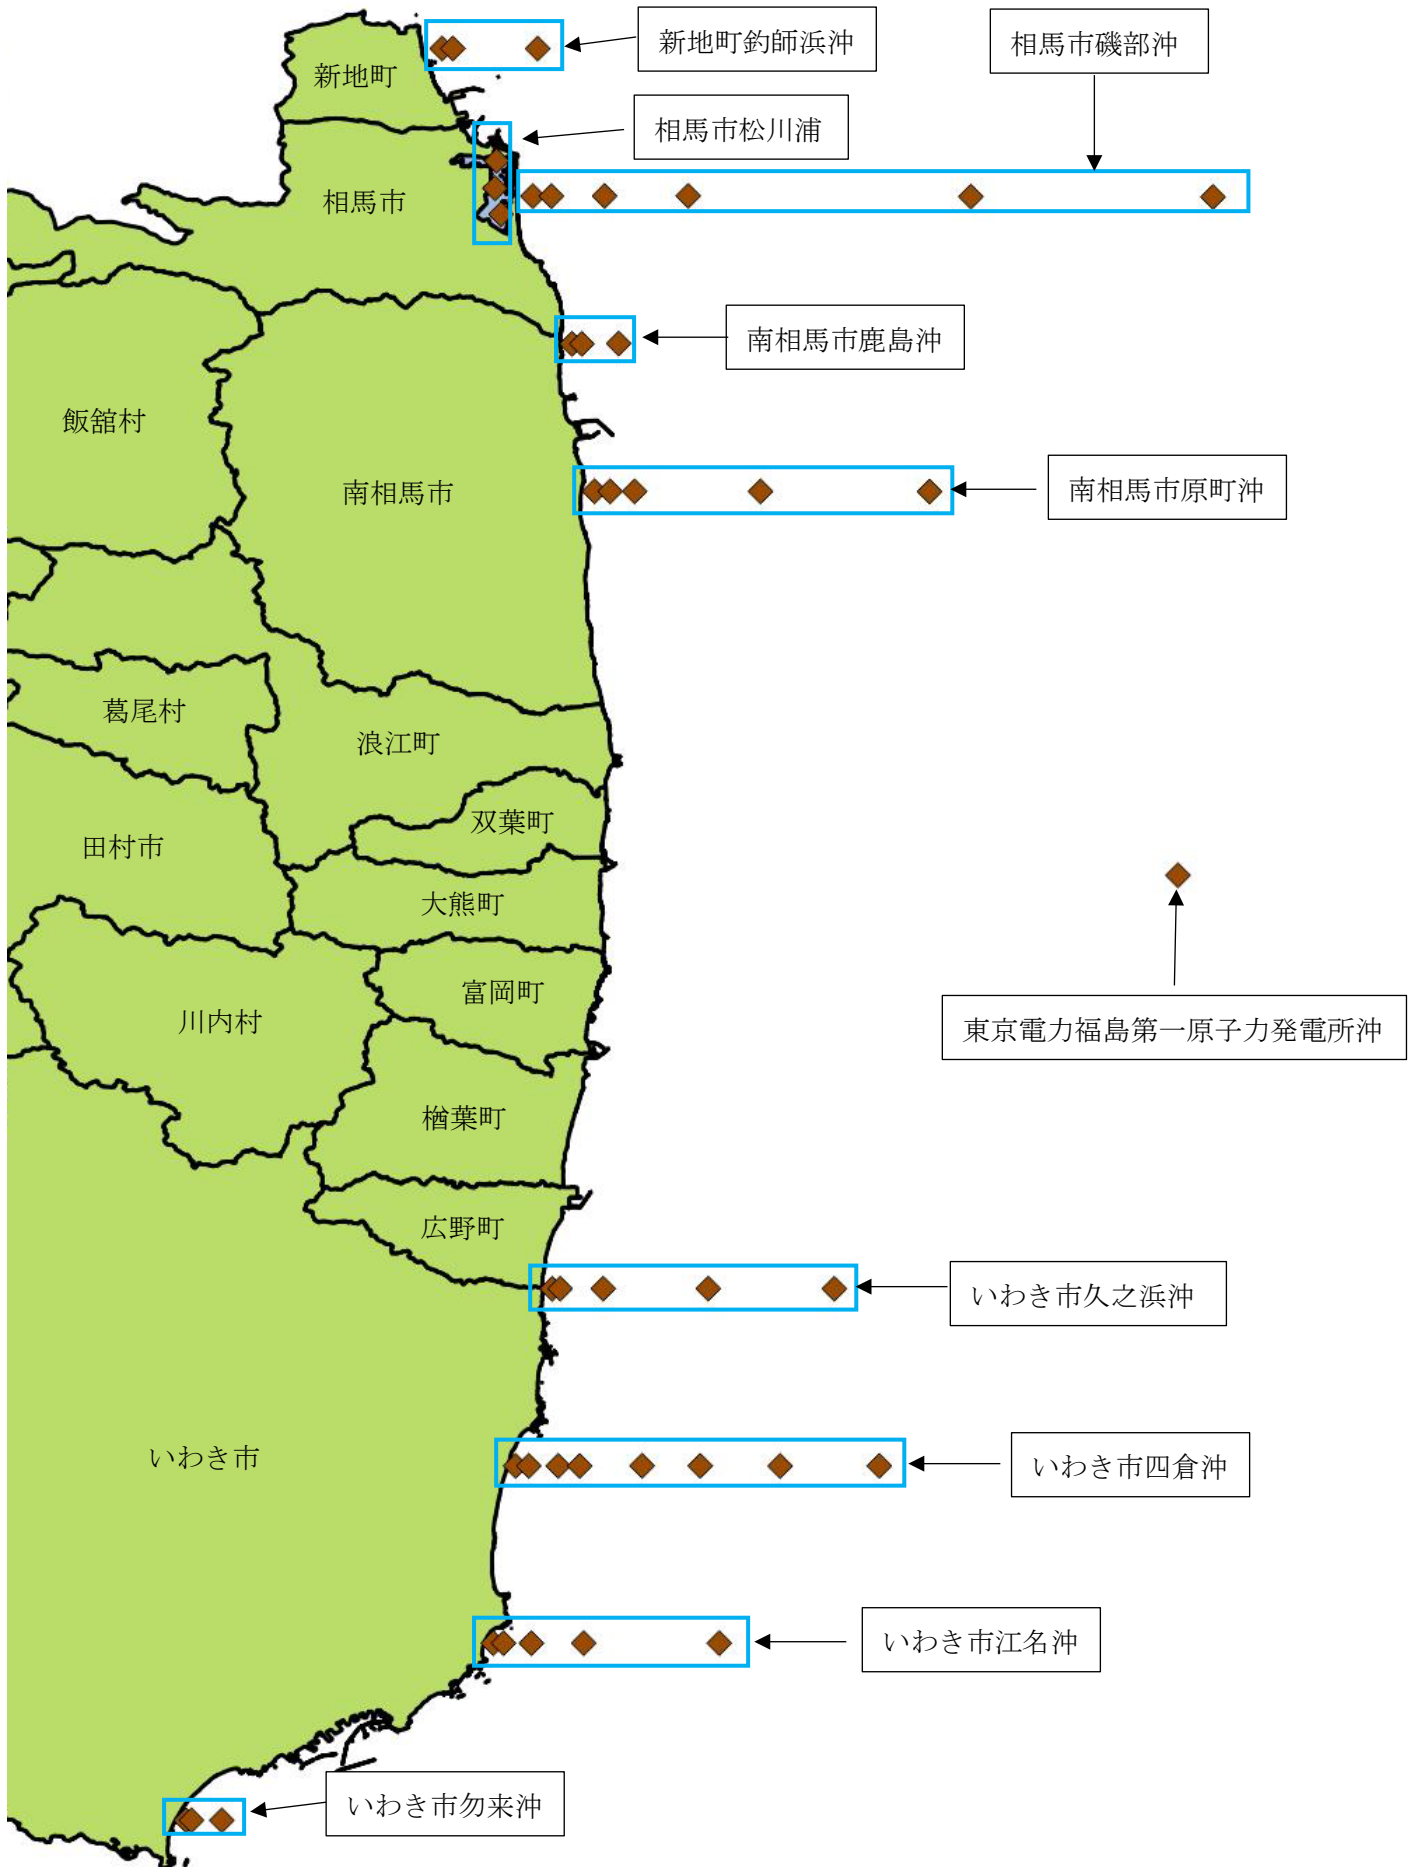 新地町釣師浜沖
相馬市磯部沖
新地町
相馬市松川浦
相馬市
南相馬市鹿島沖
飯舘村
南相馬市
南相馬市原町沖
葛尾村
浪江町
双葉町
田村市
大熊町
富岡町
川内村
東京電力福島第一原子力発電所沖
楢葉町
広野町
いわき市久之浜沖
いわき市
いわき市四倉沖
いわき市江名沖
いわき市勿来沖